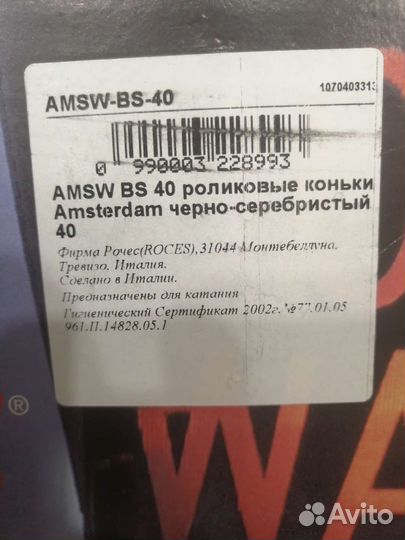 AMSW-BS-40
1070403313
0 990003 228993
AMSW BS 40 роликовые коньки
Amsterdam черно-серебристый
40
Фирма Рочес(ROCES),31044 Монтебеллуна.
Тревизо. Италия.
Сделано в Италии.
Предназначены для катания
Гигиенический Сертификат 2002г. №77.01.05
961.П.14828.05.1
®
WA
Avito